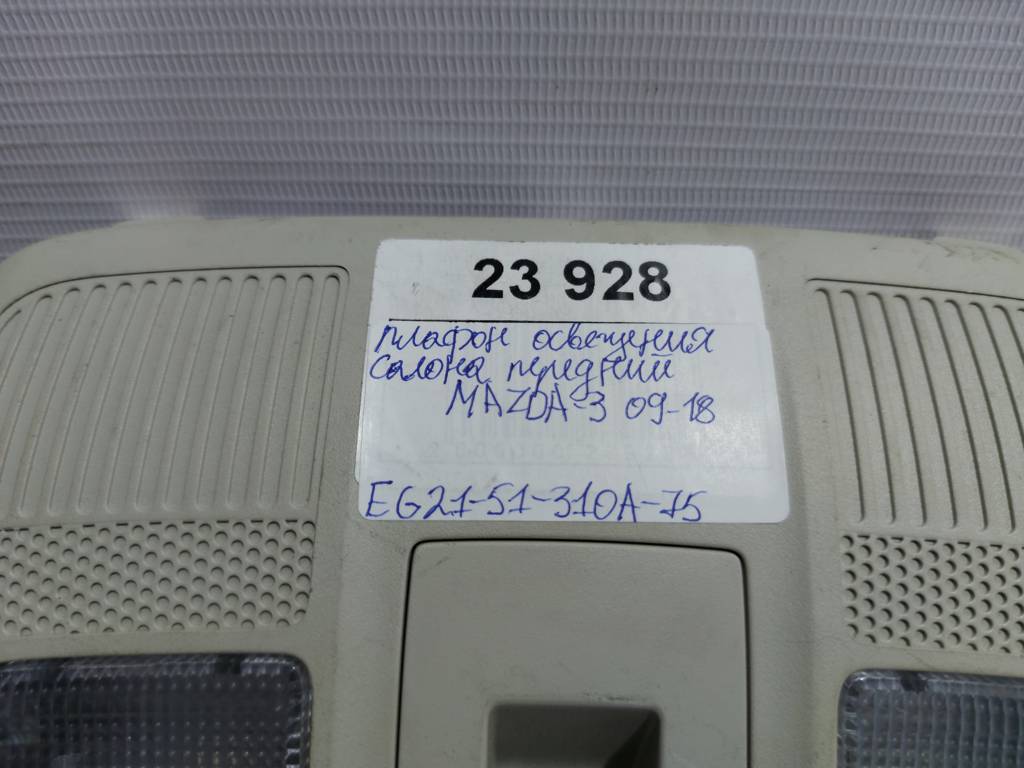 23 928
плафон освещения
салона передний
MAZDA-3 09-18
EG21-51-310A-75